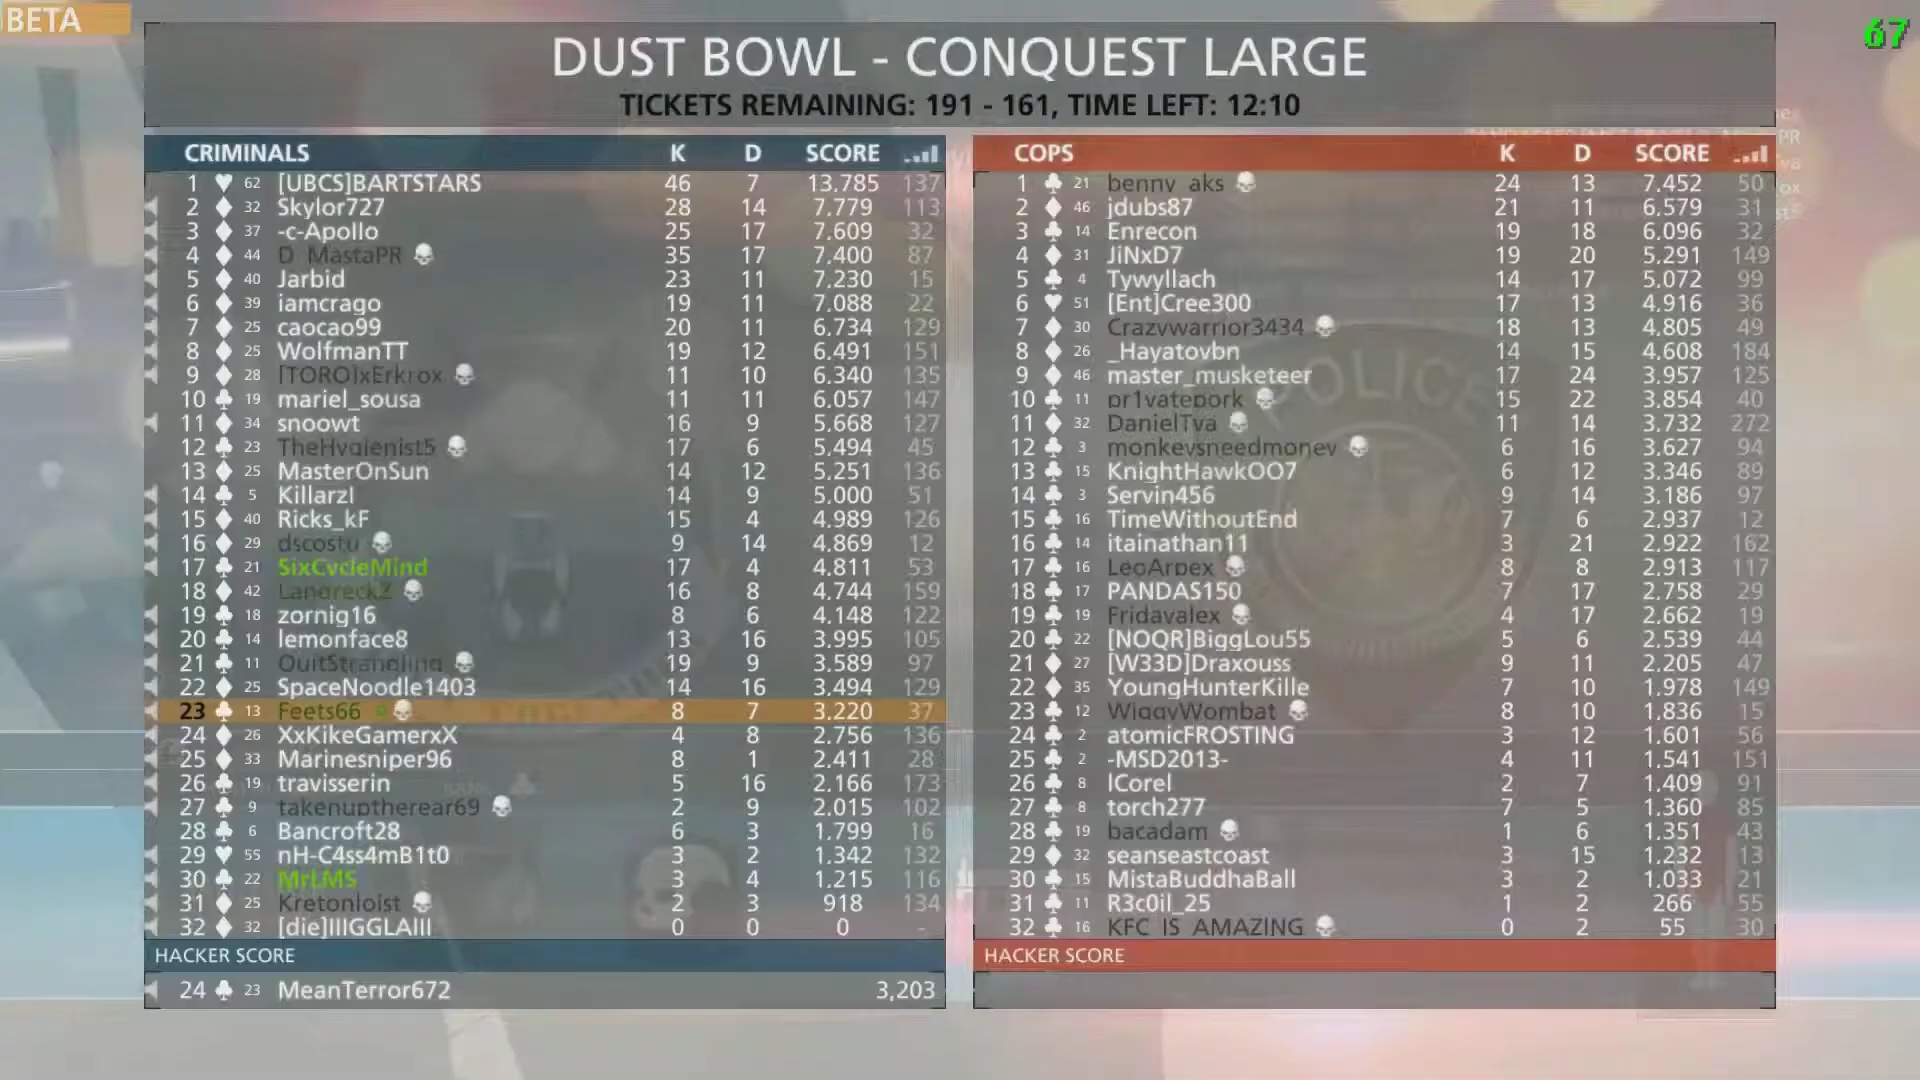 BETA
67
DUST BOWL - CONQUEST LARGE
TICKETS REMAINING: 191 - 161, TIME LEFT: 12:10
CRIMINALS K D SCORE
1 62 [UBCS]BARTSTARS 46 7 13.785 137
2 32 Skylor727 28 14 7.779 113
3 37 -c-Apollo 25 17 7.609 32
4 44 D_MastaPR 35 17 7.400 87
5 40 Jarbid 23 11 7.230 15
6 39 iamcrago 19 11 7.088 22
7 25 caocao99 20 11 6.734 129
8 25 WolfmanTT 19 12 6.491 151
9 28 [TORO]xErkrox 11 10 6.340 135
10 19 mariel_sousa 11 11 6.057 147
11 34 snoowt 16 9 5.668 127
12 23 TheHygienist5 17 6 5.494 45
13 25 MasterOnSun 14 12 5.251 136
14 5 Killarzl 14 9 5.000 51
15 40 Ricks_kF 15 4 4.989 126
16 29 dscostu 9 14 4.869 12
17 21 SixCycleMind 17 4 4.811 53
18 42 LangreckZ 16 8 4.744 159
19 18 zornig16 8 6 4.148 122
20 14 lemonface8 13 16 3.995 105
21 11 QuitStrangling 19 9 3.589 97
22 25 SpaceNoodle1403 14 16 3.494 129
23 13 Feets66 8 7 3.220 37
24 26 XxKikeGamerxX 4 8 2.756 136
25 33 Marinesniper96 8 1 2.411 28
26 19 travisserin 5 16 2.166 173
27 9 takenuptherear69 2 9 2.015 102
28 6 Bancroft28 6 3 1.799 16
29 55 nH-C4ss4mB1t0 3 2 1.342 132
30 22 MrLMS 3 4 1.215 116
31 25 Kretonloist 2 3 918 134
32 32 [die]IIIGGLAIII 0 0 0 -
HACKER SCORE
24 23 MeanTerror672 3,203
COPS K D SCORE
1 21 benny_aks 24 13 7.452 50
2 46 jdubs87 21 11 6.579 31
3 14 Enrecon 19 18 6.096 32
4 31 JiNxD7 19 20 5.291 149
5 4 Tywyllach 14 17 5.072 99
6 51 [Ent]Cree300 17 13 4.916 36
7 30 Crazywarrior3434 18 13 4.805 49
8 26 _Hayatovbn 14 15 4.608 184
9 46 master_musketeer 17 24 3.957 125
10 11 pr1vatepork 15 22 3.854 40
11 32 DanielTva 11 14 3.732 272
12 3 monkeysneedmoney 6 16 3.627 94
13 15 KnightHawkOO7 6 12 3.346 89
14 3 Servin456 9 14 3.186 97
15 16 TimeWithoutEnd 7 6 2.937 12
16 14 itainathan11 3 21 2.922 162
17 16 LeoArpex 8 8 2.913 117
18 17 PANDAS150 7 17 2.758 29
19 19 Fridayalex 4 17 2.662 19
20 22 [NOQR]BiggLou55 5 6 2.539 44
21 27 [W33D]Draxouss 9 11 2.205 47
22 35 YoungHunterKille 7 10 1.978 149
23 12 WiggyWombat 8 10 1.836 15
24 2 atomicFROSTING 3 12 1.601 56
25 2 -MSD2013- 4 11 1.541 151
26 8 lCorel 2 7 1.409 91
27 8 torch277 7 5 1.360 85
28 19 bacadam 1 6 1.351 43
29 32 seanseastcoast 3 15 1.232 13
30 15 MistaBuddhaBall 3 2 1.033 21
31 11 R3c0il_25 1 2 266 55
32 16 KFC_IS_AMAZING 0 2 55 30
HACKER SCORE
POLICE